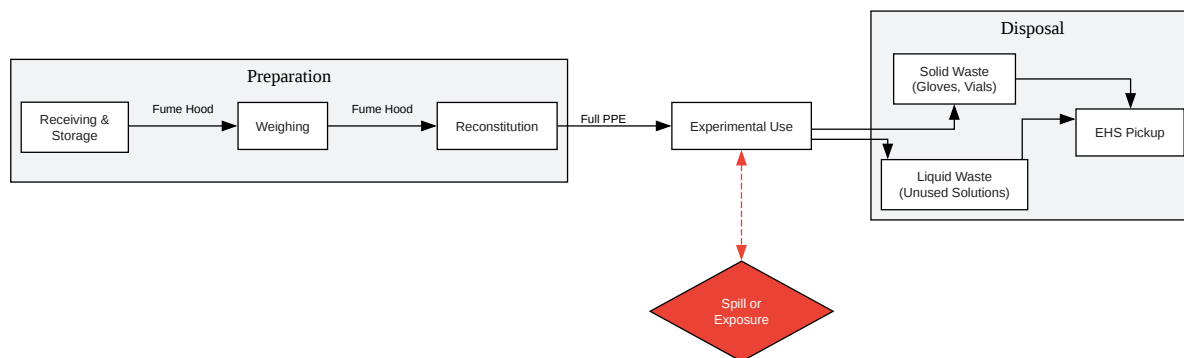 Preparation
Receiving &
Storage
Fume Hood
Weighing
Fume Hood
Reconstitution
Full PPE
Experimental Use
Spill or
Exposure
Disposal
Solid Waste
(Gloves, Vials)
Liquid Waste
(Unused Solutions)
EHS Pickup